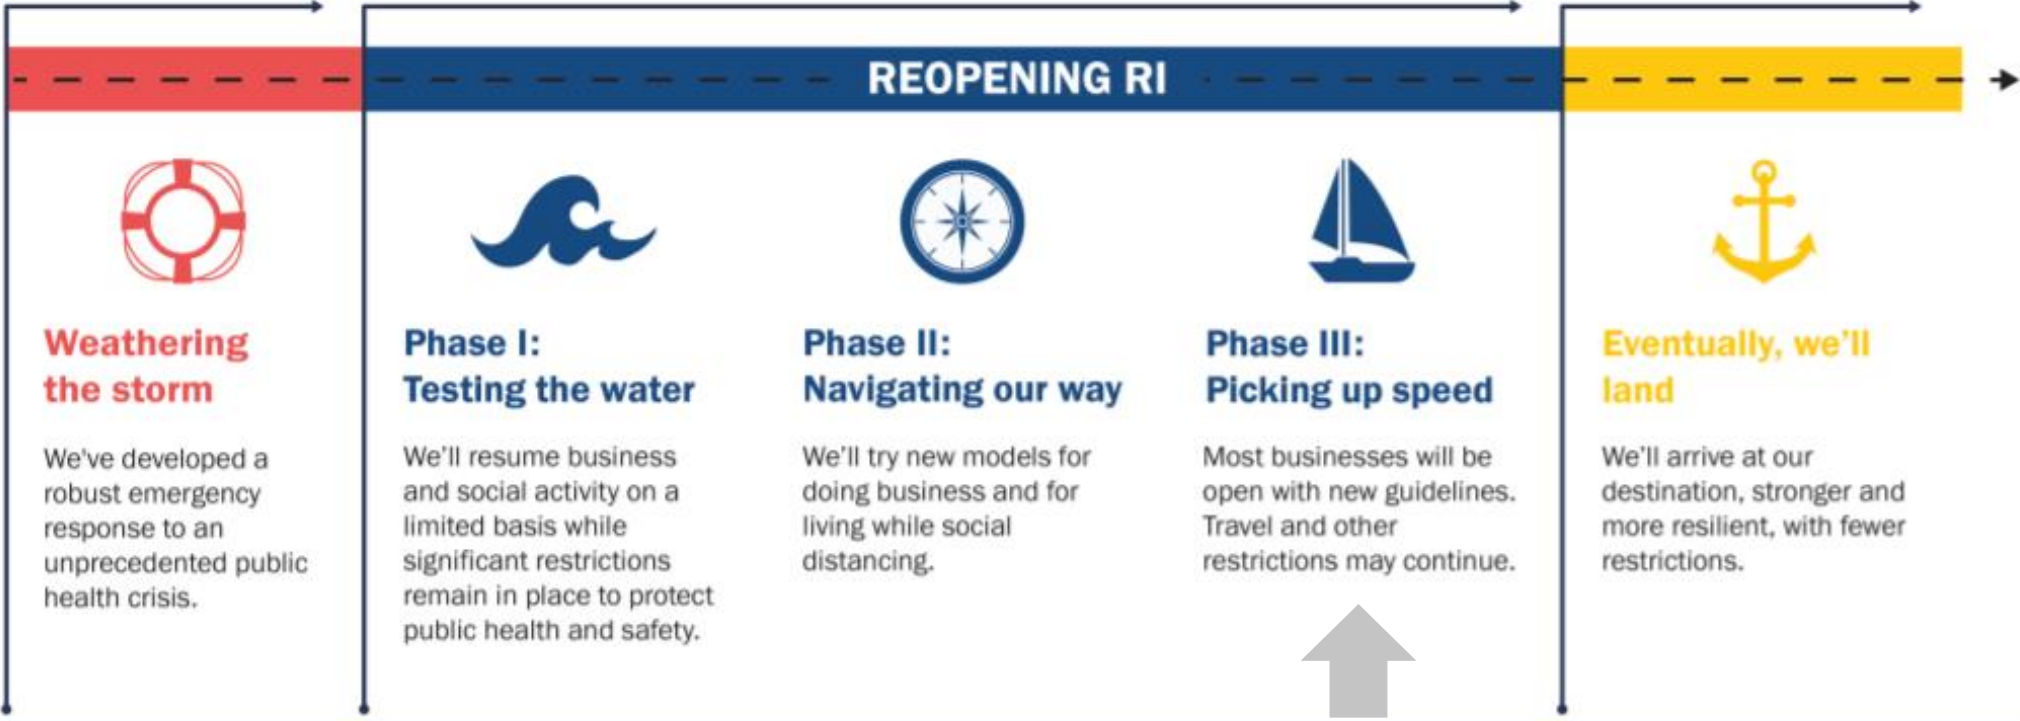 REOPENING RI
Weathering
the storm
We've developed a
robust emergency
response to an
unprecedented public
health crisis.
Phase I:
Testing the water
We'll resume business
and social activity on a
limited basis while
significant restrictions
remain in place to protect
public health and safety.
Phase II:
Navigating our way
We'll try new models for
doing business and for
living while social
distancing.
Phase III:
Picking up speed
Most businesses will be
open with new guidelines.
Travel and other
restrictions may continue.
Eventually, we'll
land
We'll arrive at our
destination, stronger and
more resilient, with fewer
restrictions.